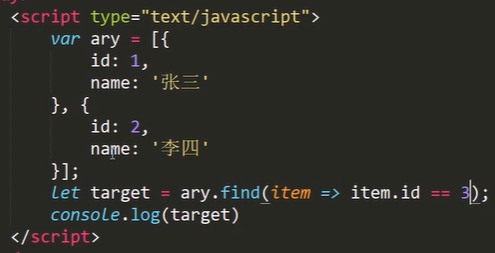 <script type="text/javascript">
var ary = [{
id: 1,
name: '张三'
}, {
id: 2,
name: '李四'
}];
let target = ary.find(item => item.id == 3);
console.log(target)
</script>